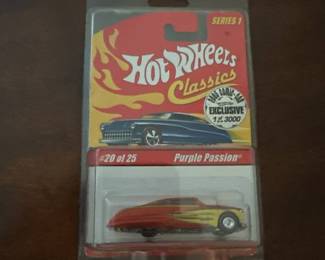 SERIES 1
Hot Wheels
Classics
EXCLUSIVE
1 of 3000
#20 of 25
Purple Passion®